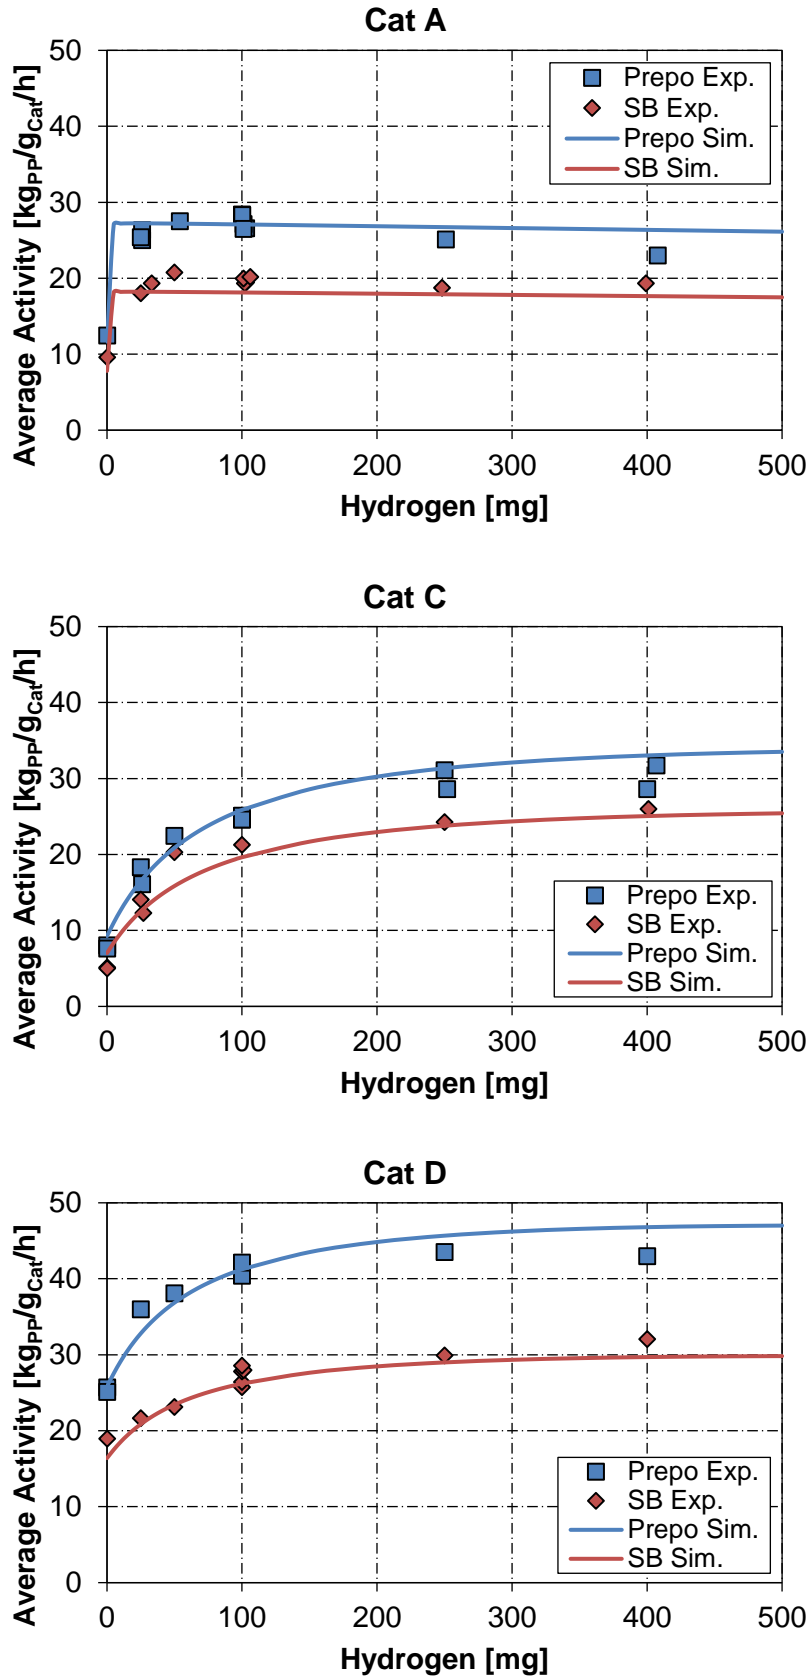 Cat A
Average Activity [kgPP/gCat/h]
50
40
30
20
10
0
0 100 200 300 400 500
Hydrogen [mg]
Prepo Exp.
SB Exp.
Prepo Sim.
SB Sim.
Cat C
Average Activity [kgPP/gCat/h]
50
40
30
20
10
0
0 100 200 300 400 500
Hydrogen [mg]
Prepo Exp.
SB Exp.
Prepo Sim.
SB Sim.
Cat D
Average Activity [kgPP/gCat/h]
50
40
30
20
10
0
0 100 200 300 400 500
Hydrogen [mg]
Prepo Exp.
SB Exp.
Prepo Sim.
SB Sim.